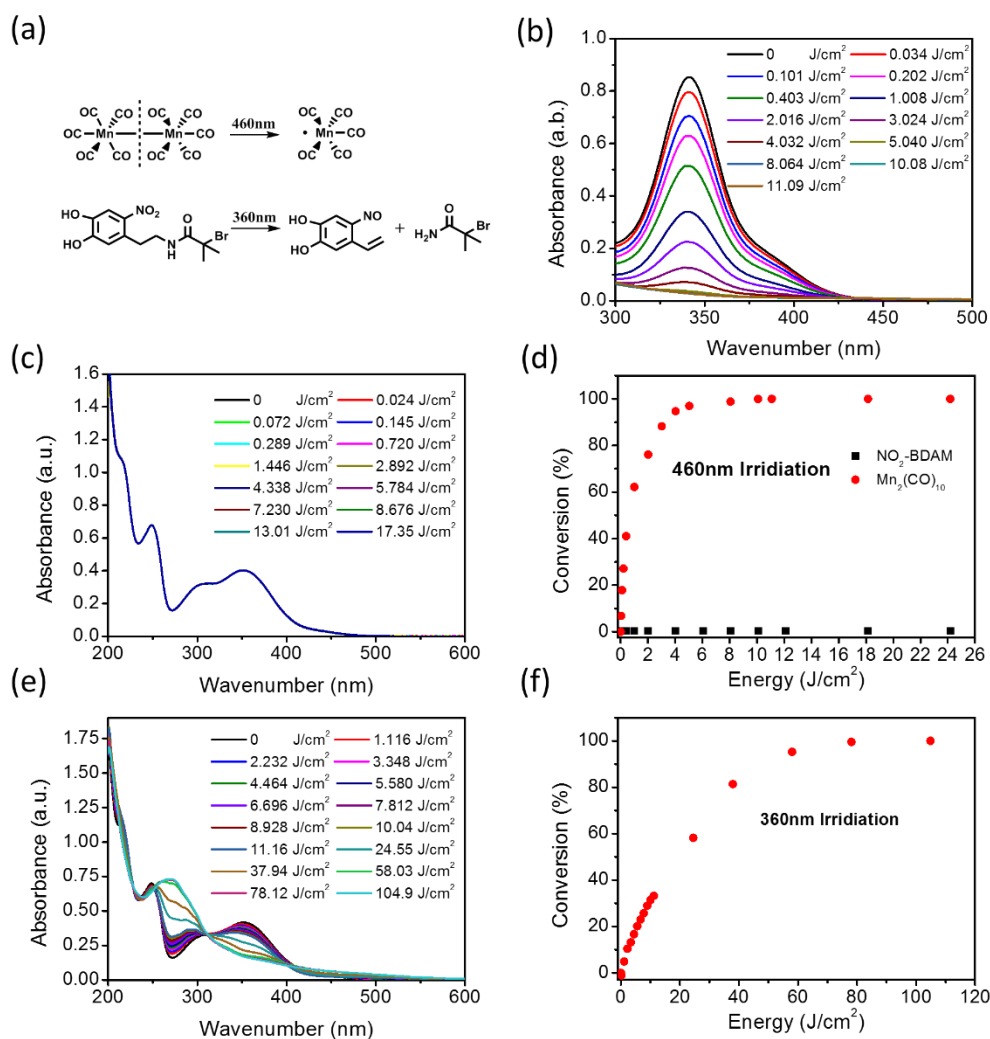 (a)
CO CO CO CO
OC Mn Mn CO
OC CO OC CO
460nm
CO CO
• Mn CO
OC CO
HO NO₂ O Br
HO N H
360nm
HO NO
HO
+
O Br
H₂N
(b)
1.0
0.8
0.6
0.4
0.2
0.0
Absorbance (a.b.)
0 J/cm² 0.034 J/cm²
0.101 J/cm² 0.202 J/cm²
0.403 J/cm² 1.008 J/cm²
2.016 J/cm² 3.024 J/cm²
4.032 J/cm² 5.040 J/cm²
8.064 J/cm² 10.08 J/cm²
11.09 J/cm²
300 350 400 450 500
Wavenumber (nm)
(c)
1.6
1.4
1.2
1.0
0.8
0.6
0.4
0.2
0.0
Absorbance (a.u.)
0 J/cm² 0.024 J/cm²
0.072 J/cm² 0.145 J/cm²
0.289 J/cm² 0.720 J/cm²
1.446 J/cm² 2.892 J/cm²
4.338 J/cm² 5.784 J/cm²
7.230 J/cm² 8.676 J/cm²
13.01 J/cm² 17.35 J/cm²
200 300 400 500 600
Wavenumber (nm)
(d)
100
80
60
40
20
0
Conversion (%)
NO₂-BDAM
Mn₂(CO)₁₀
460nm Irridiation
0 2 4 6 8 10 12 14 16 18 20 22 24 26
Energy (J/cm²)
(e)
1.75
1.50
1.25
1.00
0.75
0.50
0.25
0.00
Absorbance (a.u.)
0 J/cm² 1.116 J/cm²
2.232 J/cm² 3.348 J/cm²
4.464 J/cm² 5.580 J/cm²
6.696 J/cm² 7.812 J/cm²
8.928 J/cm² 10.04 J/cm²
11.16 J/cm² 24.55 J/cm²
37.94 J/cm² 58.03 J/cm²
78.12 J/cm² 104.9 J/cm²
200 300 400 500 600
Wavenumber (nm)
(f)
100
80
60
40
20
0
Conversion (%)
360nm Irridiation
0 20 40 60 80 100 120
Energy (J/cm²)